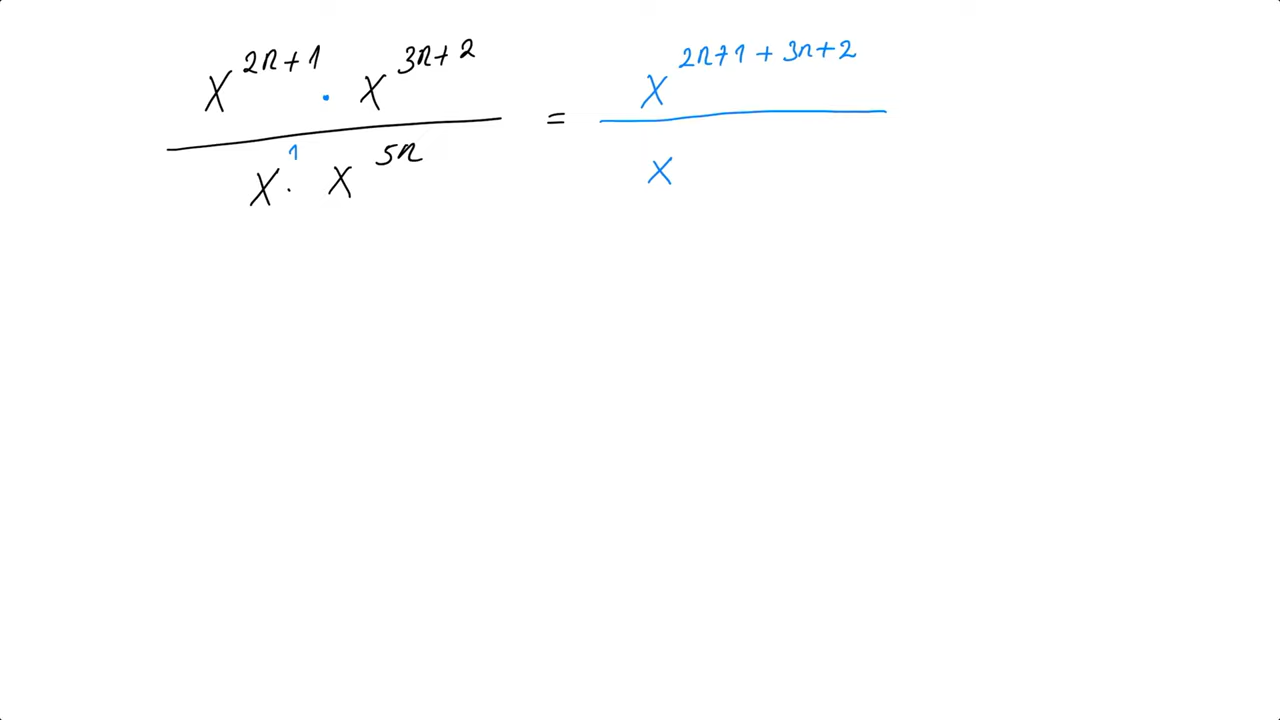 x^{2n+1} · x^{3n+2} / x^1 · x^{5n} = x^{2n+1+3n+2} / x